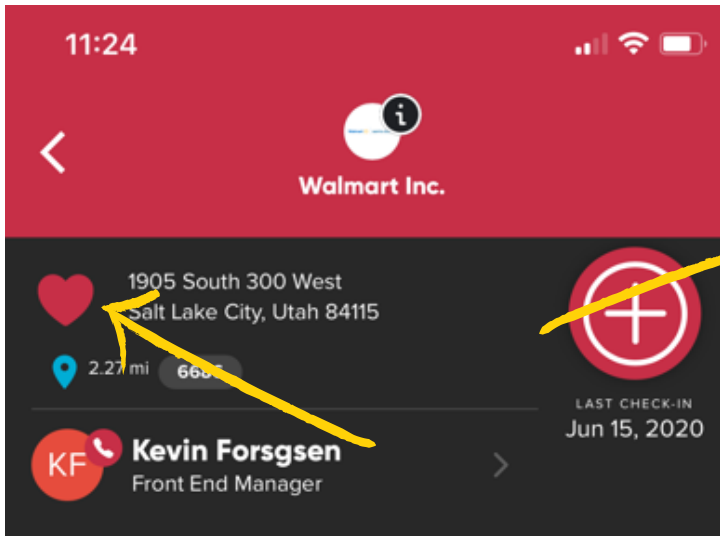 11:24
i
Walmart Inc.
1905 South 300 West
Salt Lake City, Utah 84115
2.27 mi
LAST CHECK-IN
Jun 15, 2020
KF
Kevin Forsgsen
Front End Manager